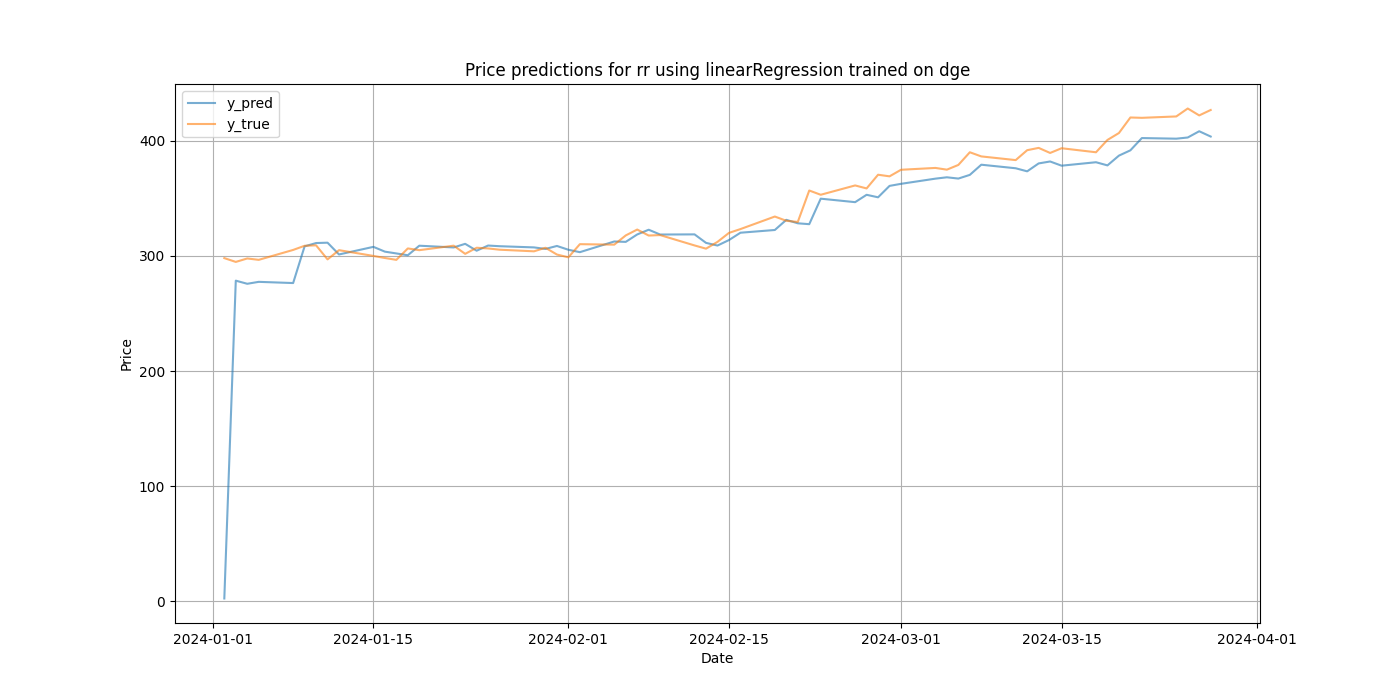 Price predictions for rr using linearRegression trained on dge
y_pred
y_true
400
300
200
100
0
Price
2024-01-01 2024-01-15 2024-02-01 2024-02-15 2024-03-01 2024-03-15 2024-04-01
Date